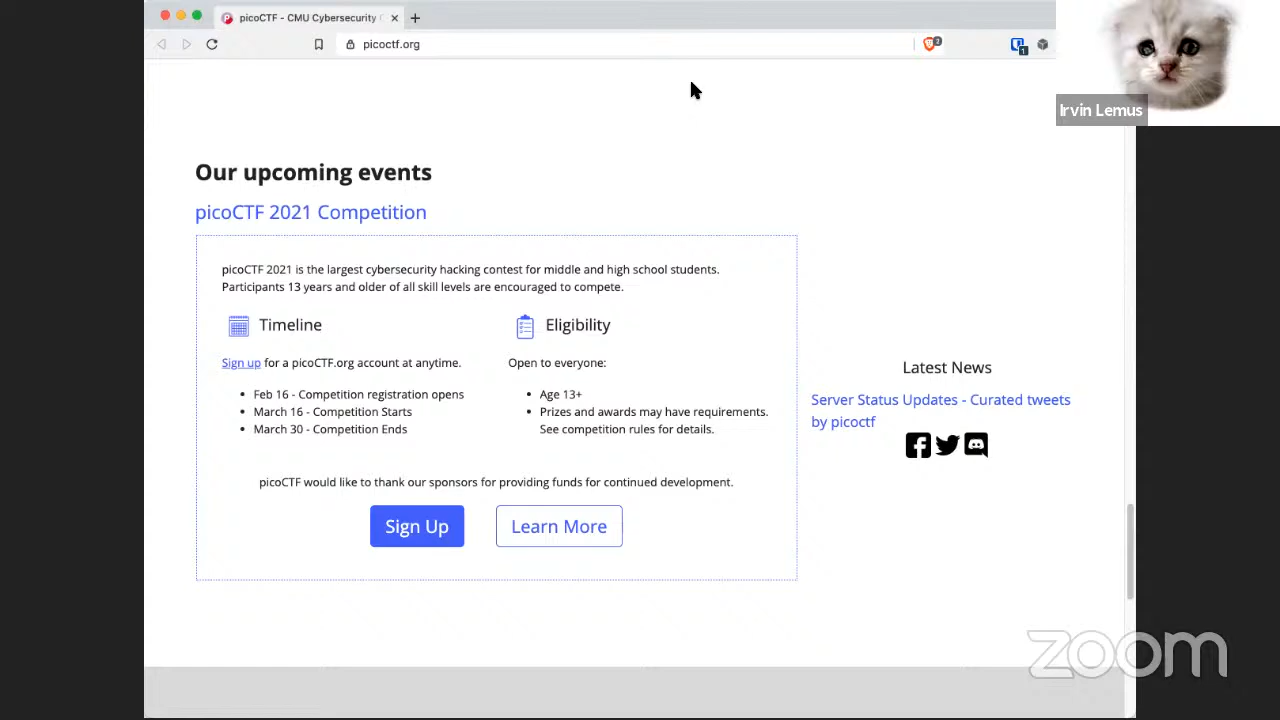 picoCTF - CMU Cybersecurity
picoctf.org
Irvin Lemus
Our upcoming events
picoCTF 2021 Competition
picoCTF 2021 is the largest cybersecurity hacking contest for middle and high school students.
Participants 13 years and older of all skill levels are encouraged to compete.
Timeline
Sign up for a picoCTF.org account at anytime.
Feb 16 - Competition registration opens
March 16 - Competition Starts
March 30 - Competition Ends
Eligibility
Open to everyone:
Age 13+
Prizes and awards may have requirements.
See competition rules for details.
picoCTF would like to thank our sponsors for providing funds for continued development.
Sign Up
Learn More
Latest News
Server Status Updates - Curated tweets
by picoctf
zoom